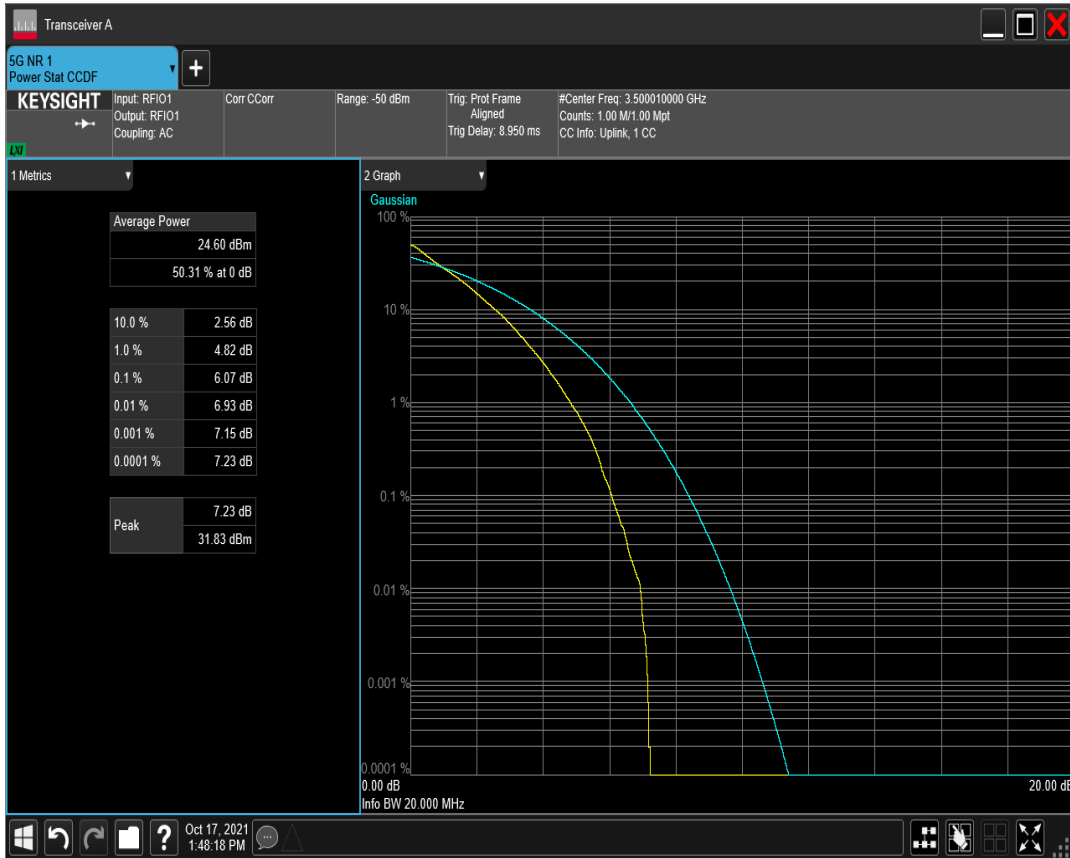 Transceiver A
5G NR 1
Power Stat CCDF
+
KEYSIGHT
LXI
Input: RFIO1
Output: RFIO1
Coupling: AC
Corr CCorr
Range: -50 dBm
Trig: Prot Frame
Aligned
Trig Delay: 8.950 ms
#Center Freq: 3.500010000 GHz
Counts: 1.00 M/1.00 Mpt
CC Info: Uplink, 1 CC
1 Metrics
Average Power
24.60 dBm
50.31 % at 0 dB
10.0 % 2.56 dB
1.0 % 4.82 dB
0.1 % 6.07 dB
0.01 % 6.93 dB
0.001 % 7.15 dB
0.0001 % 7.23 dB
Peak
7.23 dB
31.83 dBm
2 Graph
Gaussian
100 %
10 %
1 %
0.1 %
0.01 %
0.001 %
0.0001 %
0.00 dB 20.00 dB
Info BW 20.000 MHz
?
Oct 17, 2021
1:48:18 PM